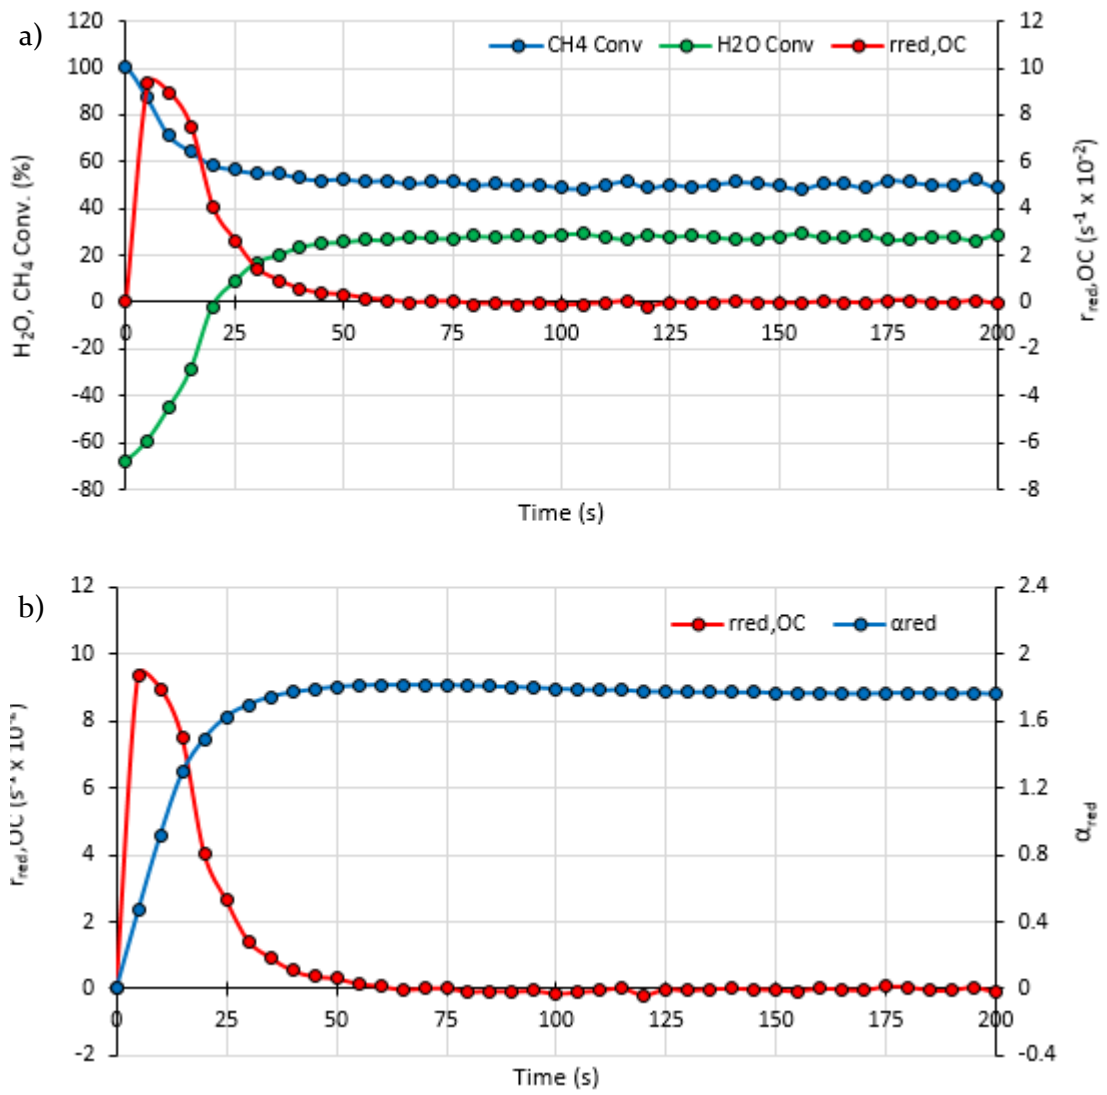 a)
CH4 Conv H2O Conv rred,OC
120 12
100 10
80 8
60 6
40 4
20 2
0 0
0 25 50 75 100 125 150 175 200
-20 -2
-40 -4
-60 -6
-80 -8
H₂O, CH₄ Conv. (%)
r_red,OC (s⁻¹ x 10⁻²)
Time (s)
b)
rred,OC αred
12 2.4
10 2
8 1.6
6 1.2
4 0.8
2 0.4
0 0
0 25 50 75 100 125 150 175 200
-2 -0.4
r_red,OC
α_red
Time (s)